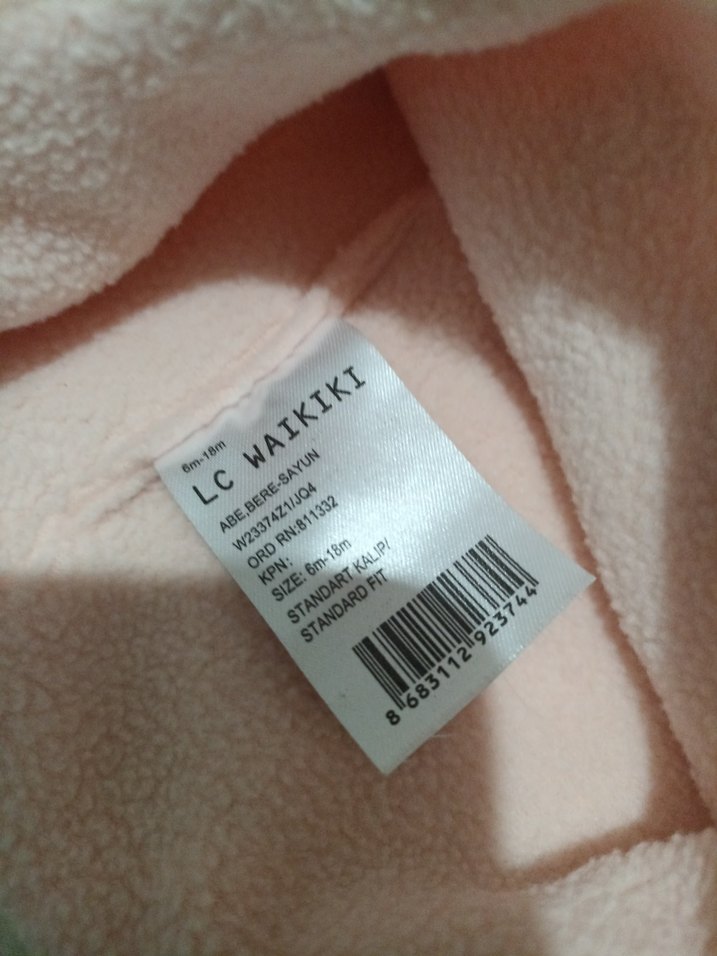 6m-18m
LC WAIKIKI
ABE,BERE-SAYUN
W23374Z1/JQ4
ORD RN:811332
KPN:
SIZE: 6m-18m
STANDART KALIP/
STANDARD FIT
8 683112 923744